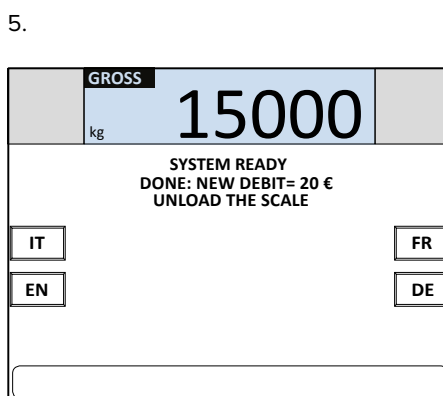 5.
GROSS
kg 15000
SYSTEM READY
DONE: NEW DEBIT= 20 €
UNLOAD THE SCALE
IT FR
EN DE